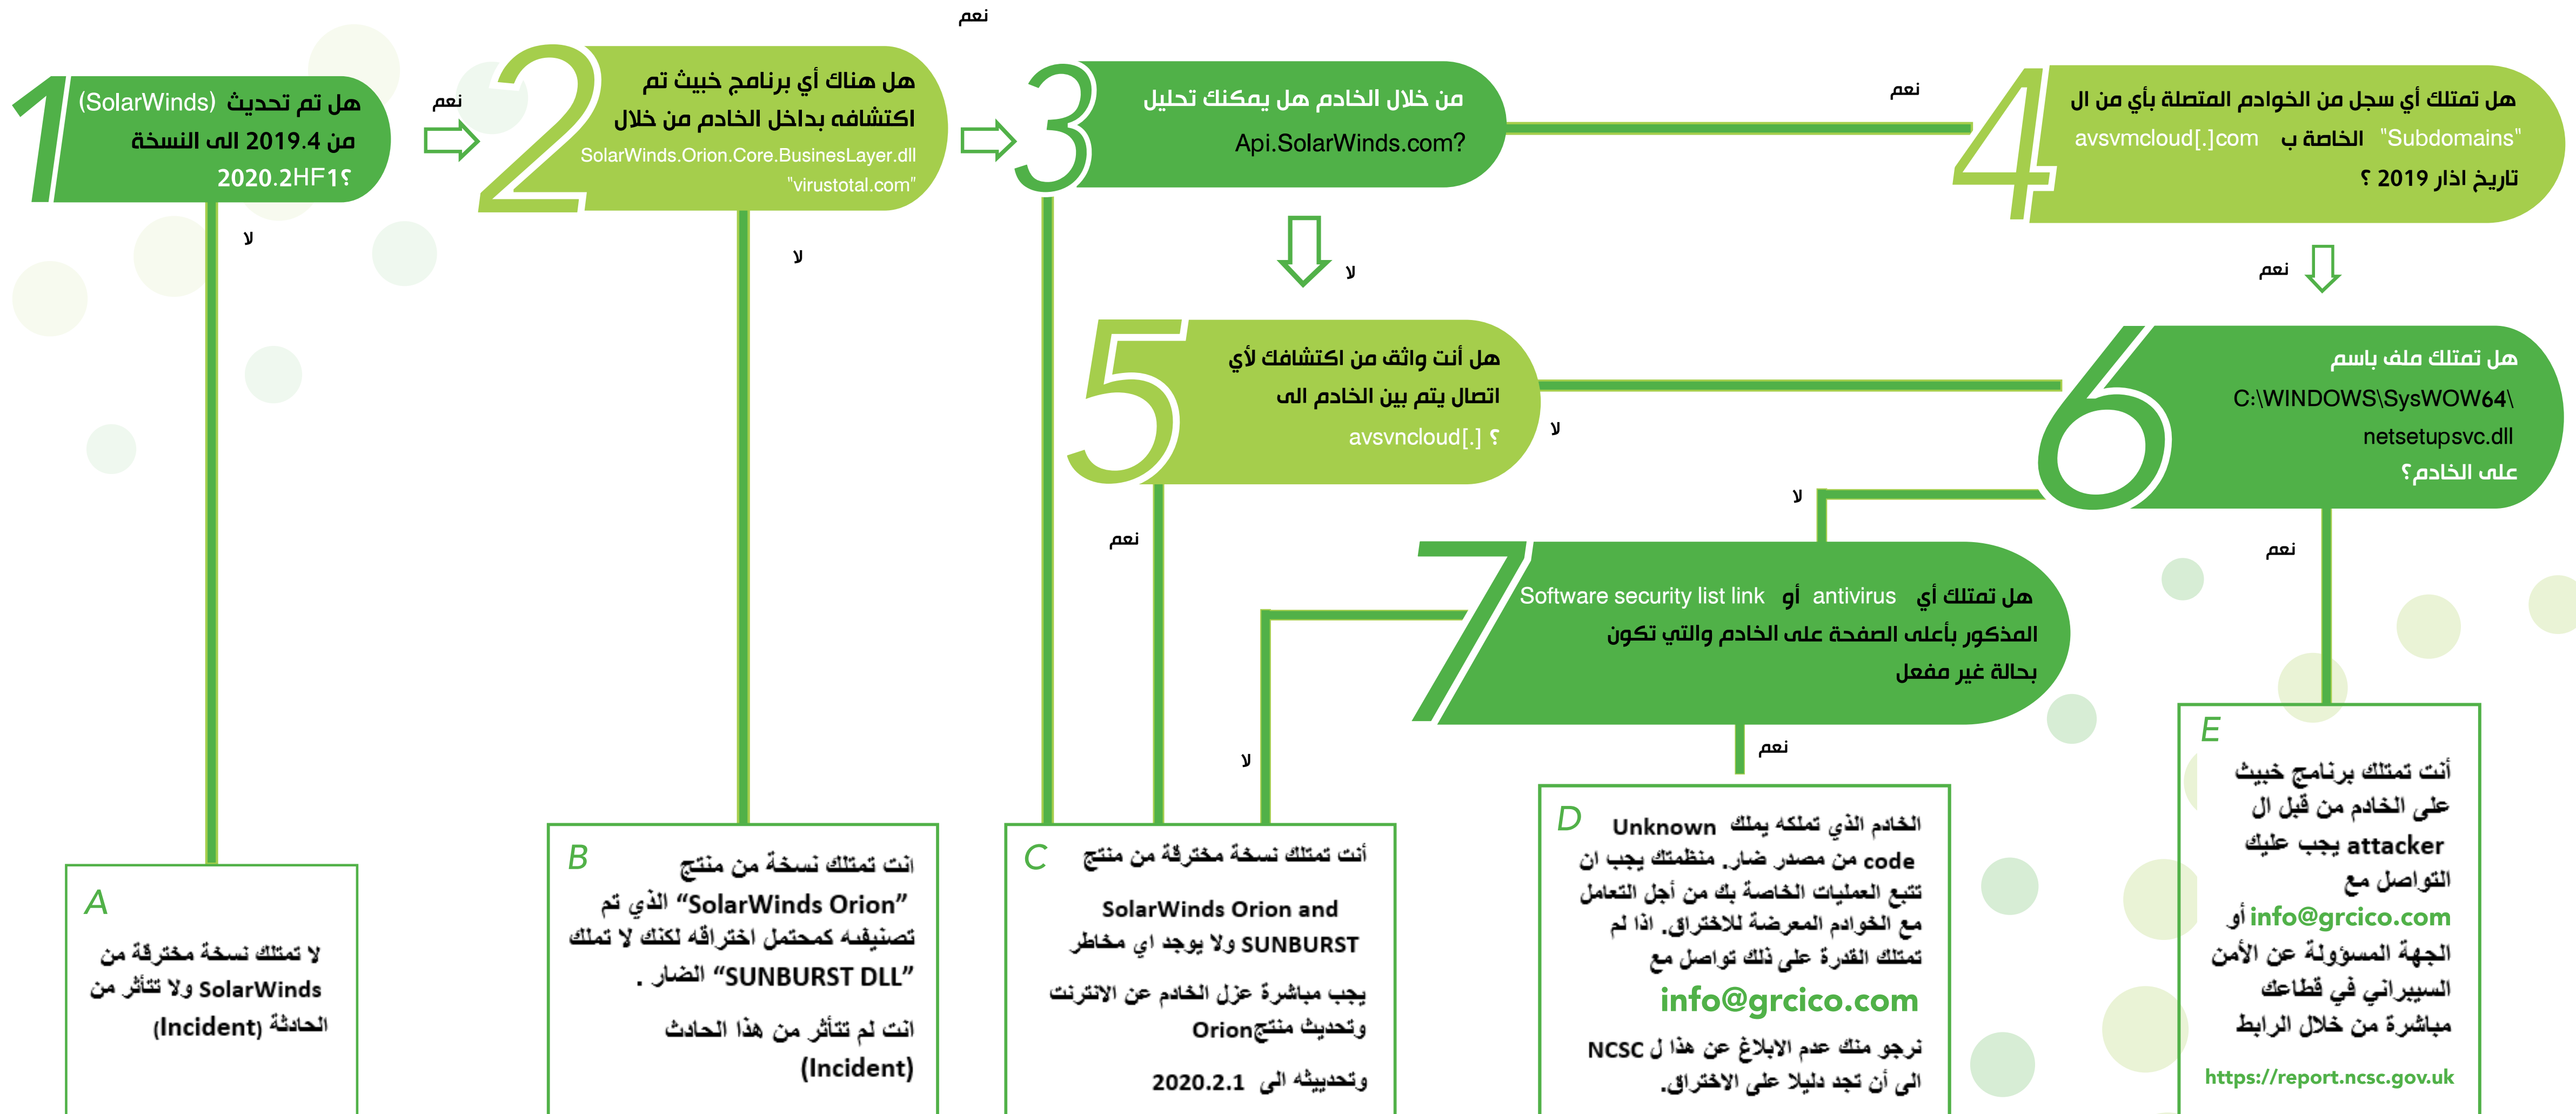 نعم
1
هل تم تحديث (SolarWinds)
من 2019.4 الى النسخة
2020.2HF1؟
نعم
لا
2
هل هناك أي برنامج خبيث تم
اكتشافه بداخل الخادم من خلال
SolarWinds.Orion.Core.BusinesLayer.dll
"virustotal.com"
لا
3
من خلال الخادم هل يمكنك تحليل
Api.SolarWinds.com?
نعم
لا
4
هل تمتلك أي سجل من الخوادم المتصلة بأي من ال
"Subdomains" الخاصة ب avsvmcloud[.]com
تاريخ اذار 2019 ؟
نعم
5
هل أنت واثق من اكتشافك لأي
اتصال يتم بين الخادم الى
avsvncloud[.] ؟
لا
نعم
6
هل تمتلك ملف باسم
C:\WINDOWS\SysWOW64\
netsetupsvc.dll
على الخادم؟
لا
نعم
7
هل تمتلك أي antivirus أو Software security list link
المذكور بأعلى الصفحة على الخادم والتي تكون
بحالة غير مفعل
لا
نعم
A
لا تمتلك نسخة مخترقة من
SolarWinds ولا تتأثر من
الحادثة (Incident)
B
انت تمتلك نسخة من منتج
“SolarWinds Orion” الذي تم
تصنيفىه كمحتمل اختراقه لكنك لا تملك
“SUNBURST DLL” الضار .
انت لم تتأثر من هذا الحادث
(Incident)
C
أنت تمتلك نسخة مخترقة من منتج
SolarWinds Orion and
SUNBURST ولا يوجد اي مخاطر
يجب مباشرة عزل الخادم عن الانترنت
وتحديث منتجOrion
وتحدييثه الى 2020.2.1
D
الخادم الذي تملكه يملك Unknown
code من مصدر ضار. منظمتك يجب ان
تتبع العمليات الخاصة بك من أجل التعامل
مع الخوادم المعرضة للاختراق. اذا لم
تمتلك القدرة على ذلك تواصل مع
info@grcico.com
نرجو منك عدم الابلاغ عن هذا ل NCSC
الى أن تجد دليلا على الاختراق.
E
أنت تمتلك برنامج خبيث
على الخادم من قبل ال
attacker يجب عليك
التواصل مع
info@grcico.com أو
الجهة المسؤولة عن الأمن
السيبراني في قطاعك
مباشرة من خلال الرابط
https://report.ncsc.gov.uk